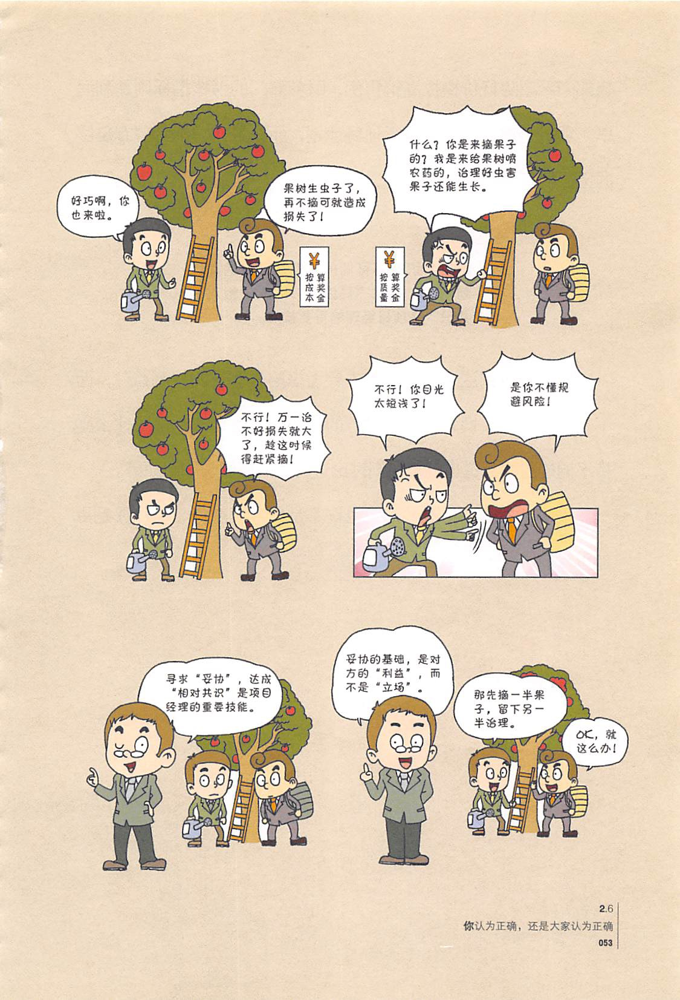 好巧啊，你
也来啦。
果树生虫子了，
再不摘可就造成
损失了！
¥
按成本
算奖金
什么？你是来摘果子
的？我是来给果树喷
农药的，治理好虫害
果子还能生长。
¥
按质量
算奖金
不行！万一治
不好损失就大
了，趁这时候
得赶紧摘！
不行！你目光
太短浅了！
是你不懂规
避风险！
寻求“妥协”，达成
“相对共识”是项目
经理的重要技能。
妥协的基础，是对
方的“利益”，而
不是“立场”。
那先摘一半果
子，留下另一
半治理。
OK，就
这么办！
2.6
你认为正确，还是大家认为正确
053